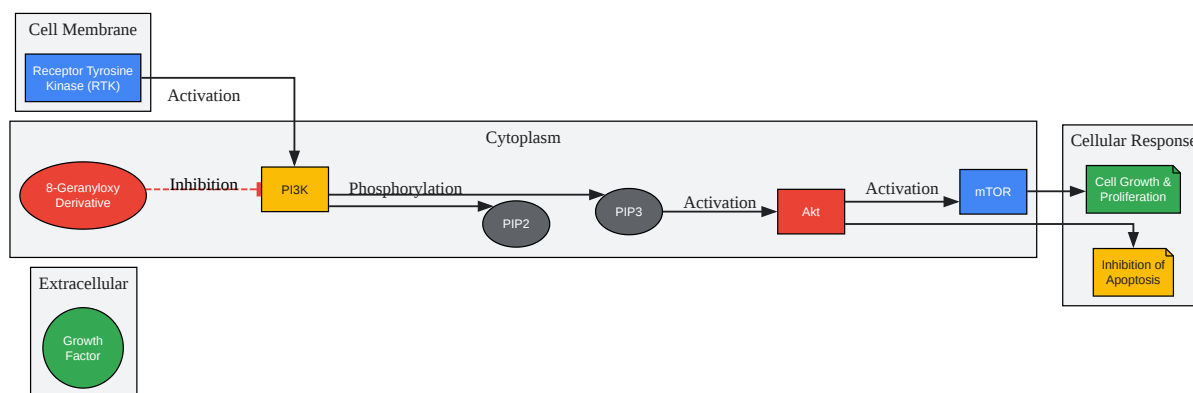 Cell Membrane
Receptor Tyrosine
Kinase (RTK)
Activation
Cytoplasm
8-Geranyloxy
Derivative
Inhibition
PI3K
Phosphorylation
PIP2
PIP3
Activation
Akt
Activation
mTOR
Cellular Response
Cell Growth &
Proliferation
Inhibition of
Apoptosis
Extracellular
Growth
Factor